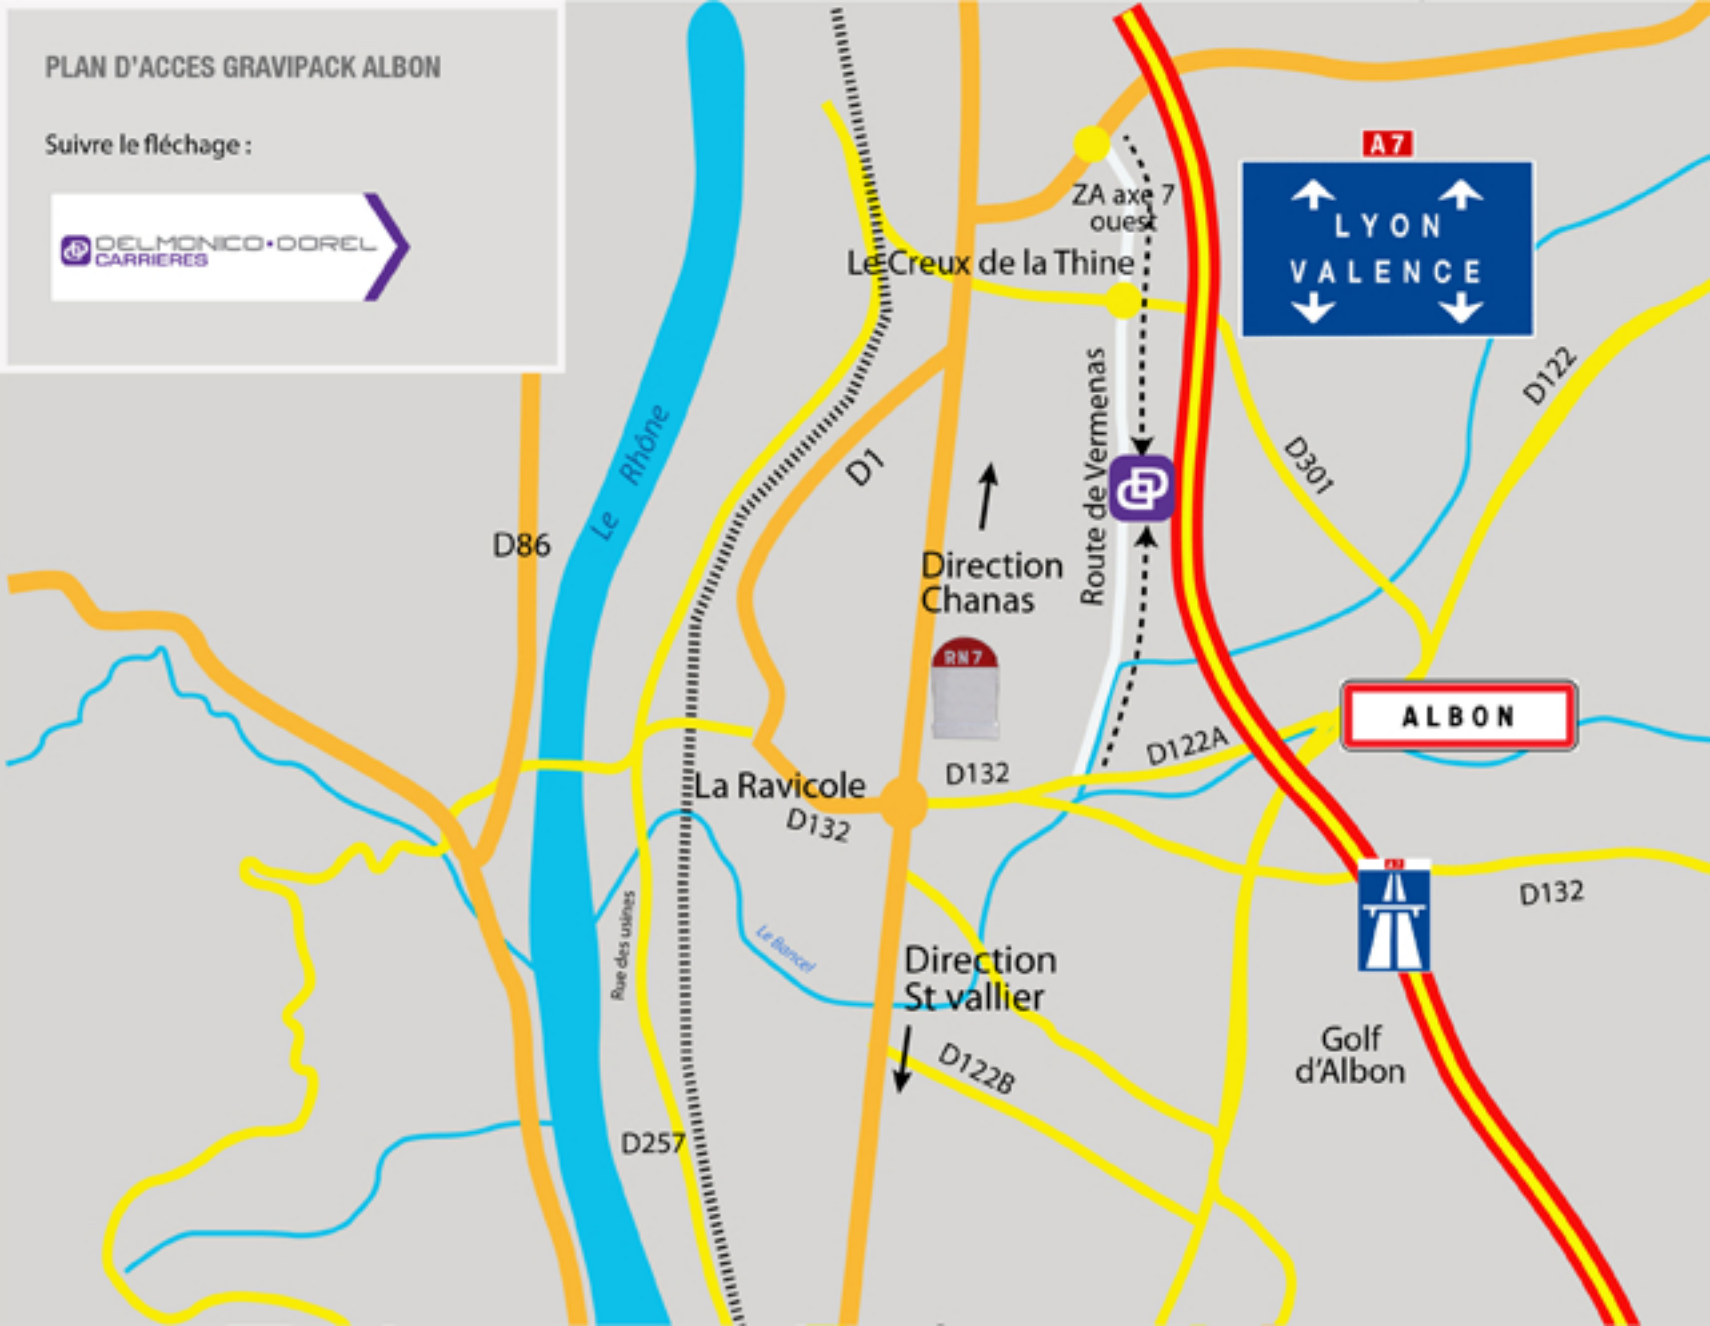 PLAN D'ACCES GRAVIPACK ALBON
Suivre le fléchage :
DELMONICO•DOREL
CARRIERES
A7
LYON
VALENCE
ZA axe 7
ouest
Le Creux de la Thine
Route de Vermenas
D122
D301
D1
Le Rhône
D86
Direction
Chanas
RN7
ALBON
D122A
D132
La Ravicole
D132
D132
Rue des usines
Le Bancel
Direction
St vallier
Golf
d'Albon
D122B
D257